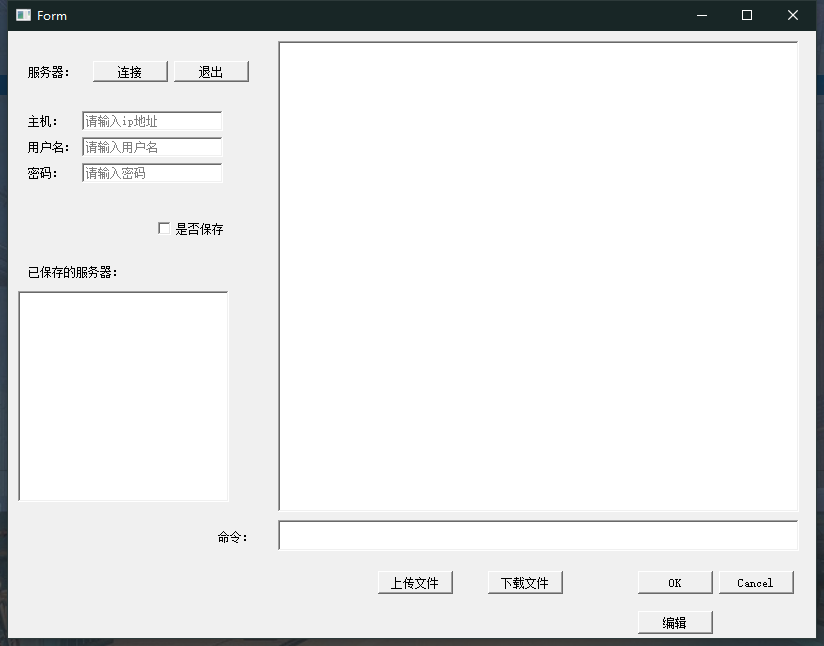 Form
服务器: 连接 退出
主机: 请输入ip地址
用户名: 请输入用户名
密码: 请输入密码
是否保存
已保存的服务器:
命令:
上传文件 下载文件 OK Cancel
编辑